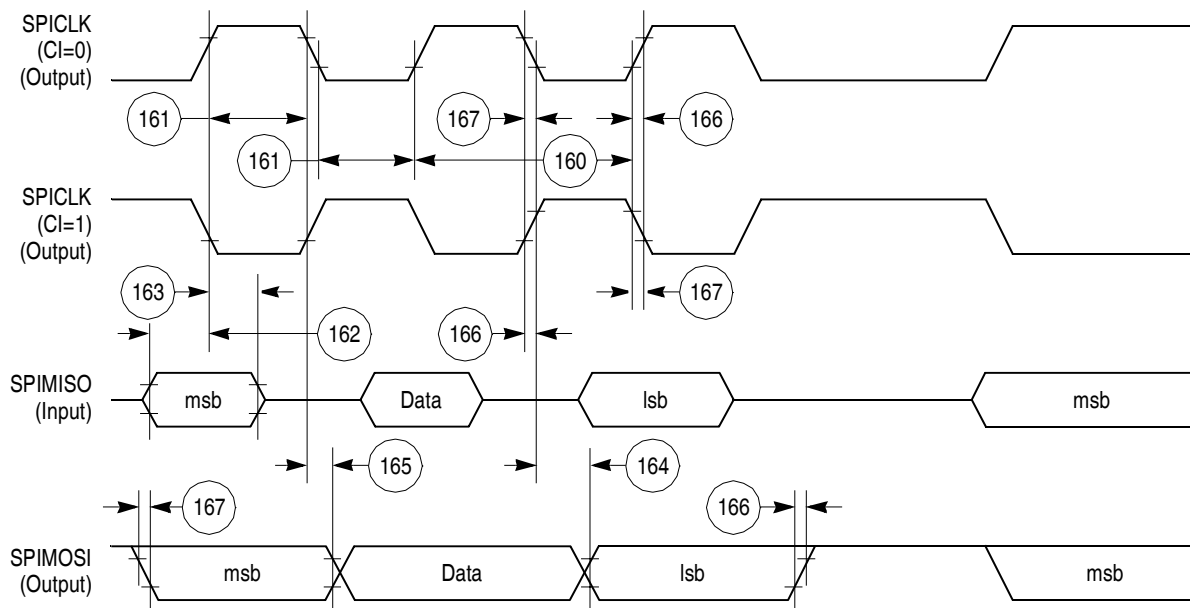 SPICLK
(CI=0)
(Output)
161
167
166
161
160
SPICLK
(CI=1)
(Output)
163
167
162
166
SPIMISO
(Input)
msb
Data
lsb
msb
165
164
167
166
SPIMOSI
(Output)
msb
Data
lsb
msb